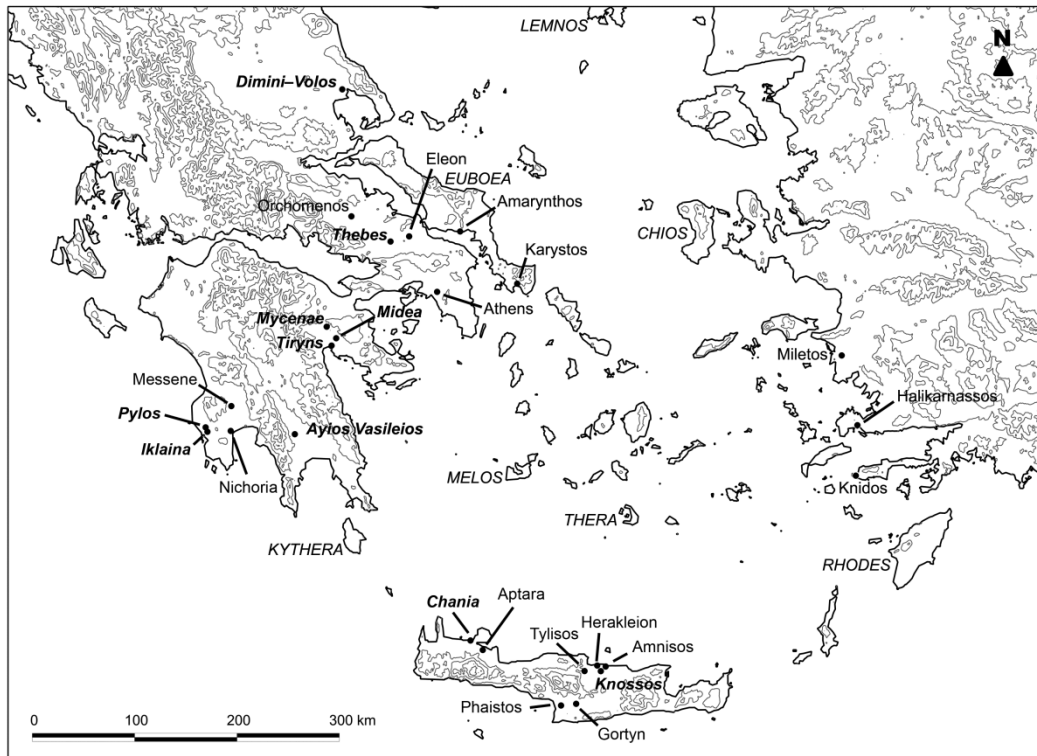 LEMNOS
N
Dimini–Volos
Eleon
EUBOEA
Orchomenos
Amarynthos
Thebes
CHIOS
Karystos
Athens
Mycenae
Midea
Tiryns
Miletos
Messene
Halikarnassos
Pylos
Ayios Vasileios
Iklaina
MELOS
Nichoria
Knidos
THERA
KYTHERA
RHODES
Chania
Aptara
Herakleion
Tylisos
Amnisos
Knossos
Phaistos
Gortyn
0 100 200 300 km